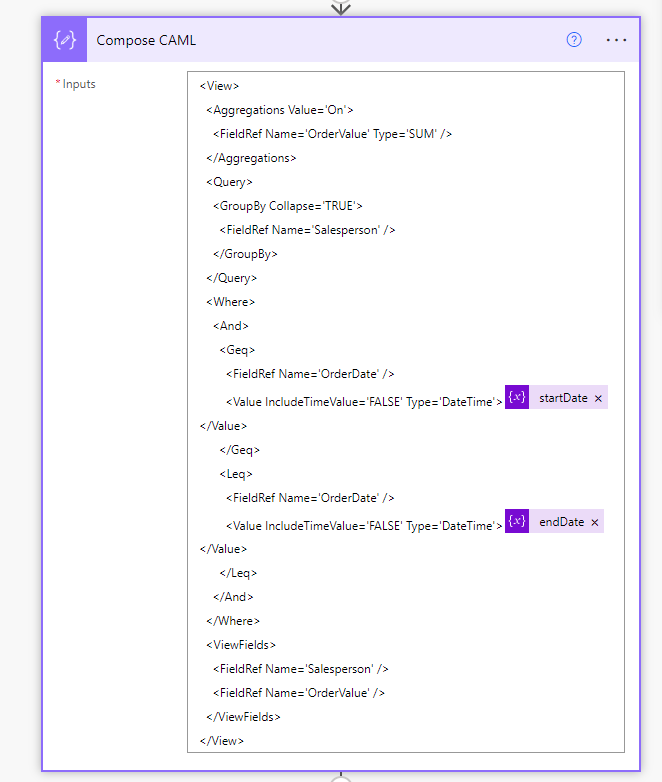 Compose CAML
* Inputs
<View>
<Aggregations Value='On'>
<FieldRef Name='OrderValue' Type='SUM' />
</Aggregations>
<Query>
<GroupBy Collapse='TRUE'>
<FieldRef Name='Salesperson' />
</GroupBy>
</Query>
<Where>
<And>
<Geq>
<FieldRef Name='OrderDate' />
<Value IncludeTimeValue='FALSE' Type='DateTime'> {x} startDate ×
</Value>
</Geq>
<Leq>
<FieldRef Name='OrderDate' />
<Value IncludeTimeValue='FALSE' Type='DateTime'> {x} endDate ×
</Value>
</Leq>
</And>
</Where>
<ViewFields>
<FieldRef Name='Salesperson' />
<FieldRef Name='OrderValue' />
</ViewFields>
</View>